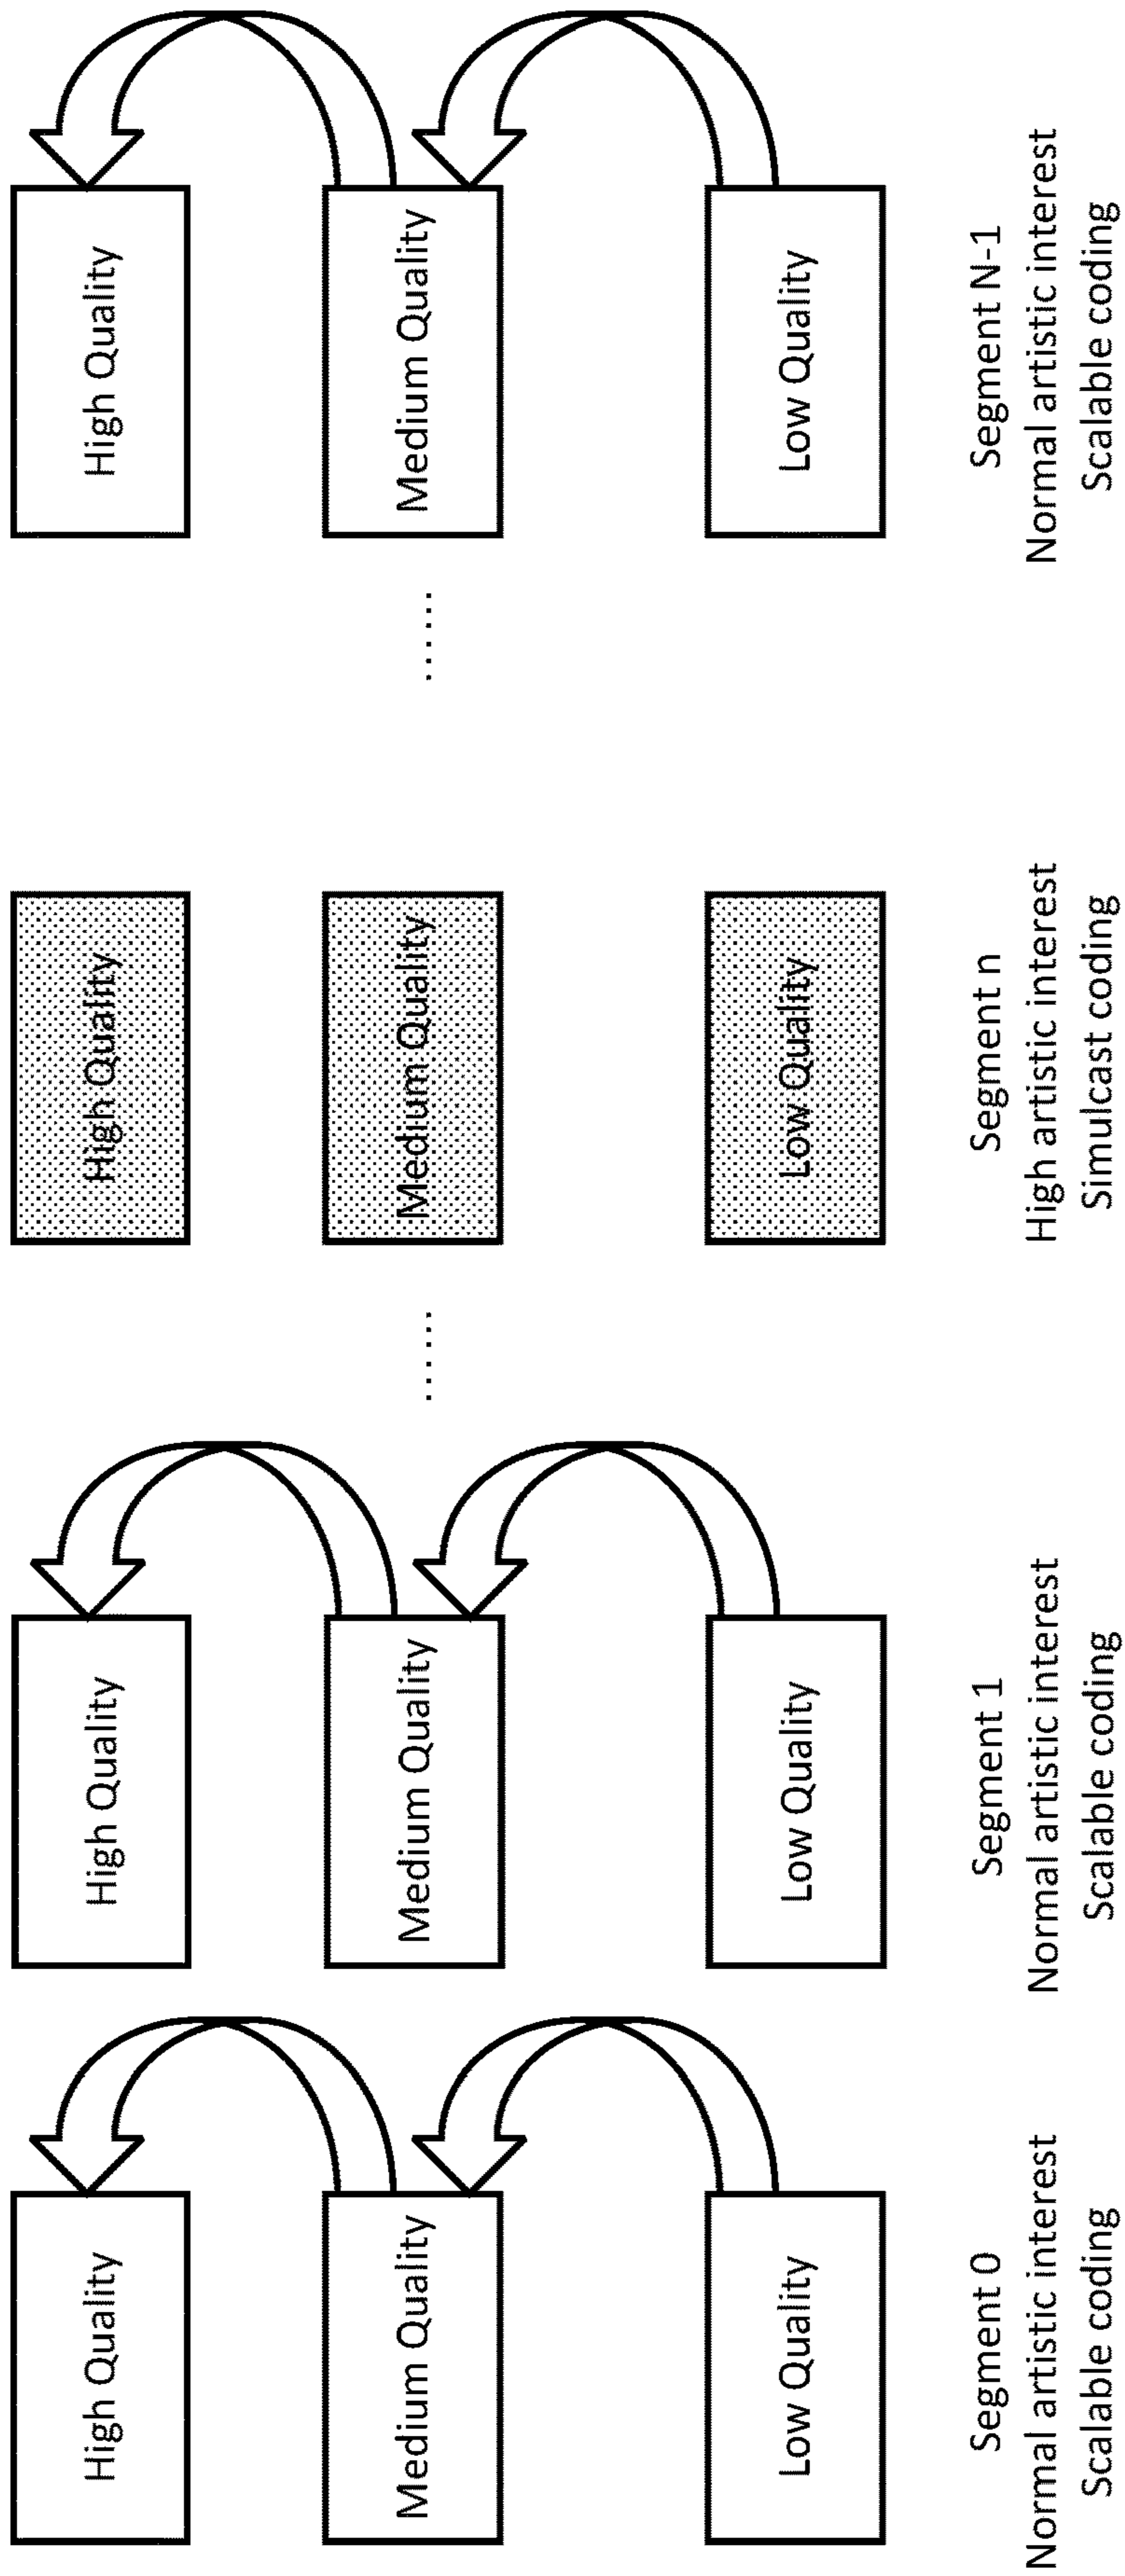 High Quality
Medium Quality
Low Quality
Segment 0
Normal artistic interest
Scalable coding
High Quality
Medium Quality
Low Quality
Segment 1
Normal artistic interest
Scalable coding
......
High Quality
Medium Quality
Low Quality
Segment n
High artistic interest
Simulcast coding
......
High Quality
Medium Quality
Low Quality
Segment N-1
Normal artistic interest
Scalable coding